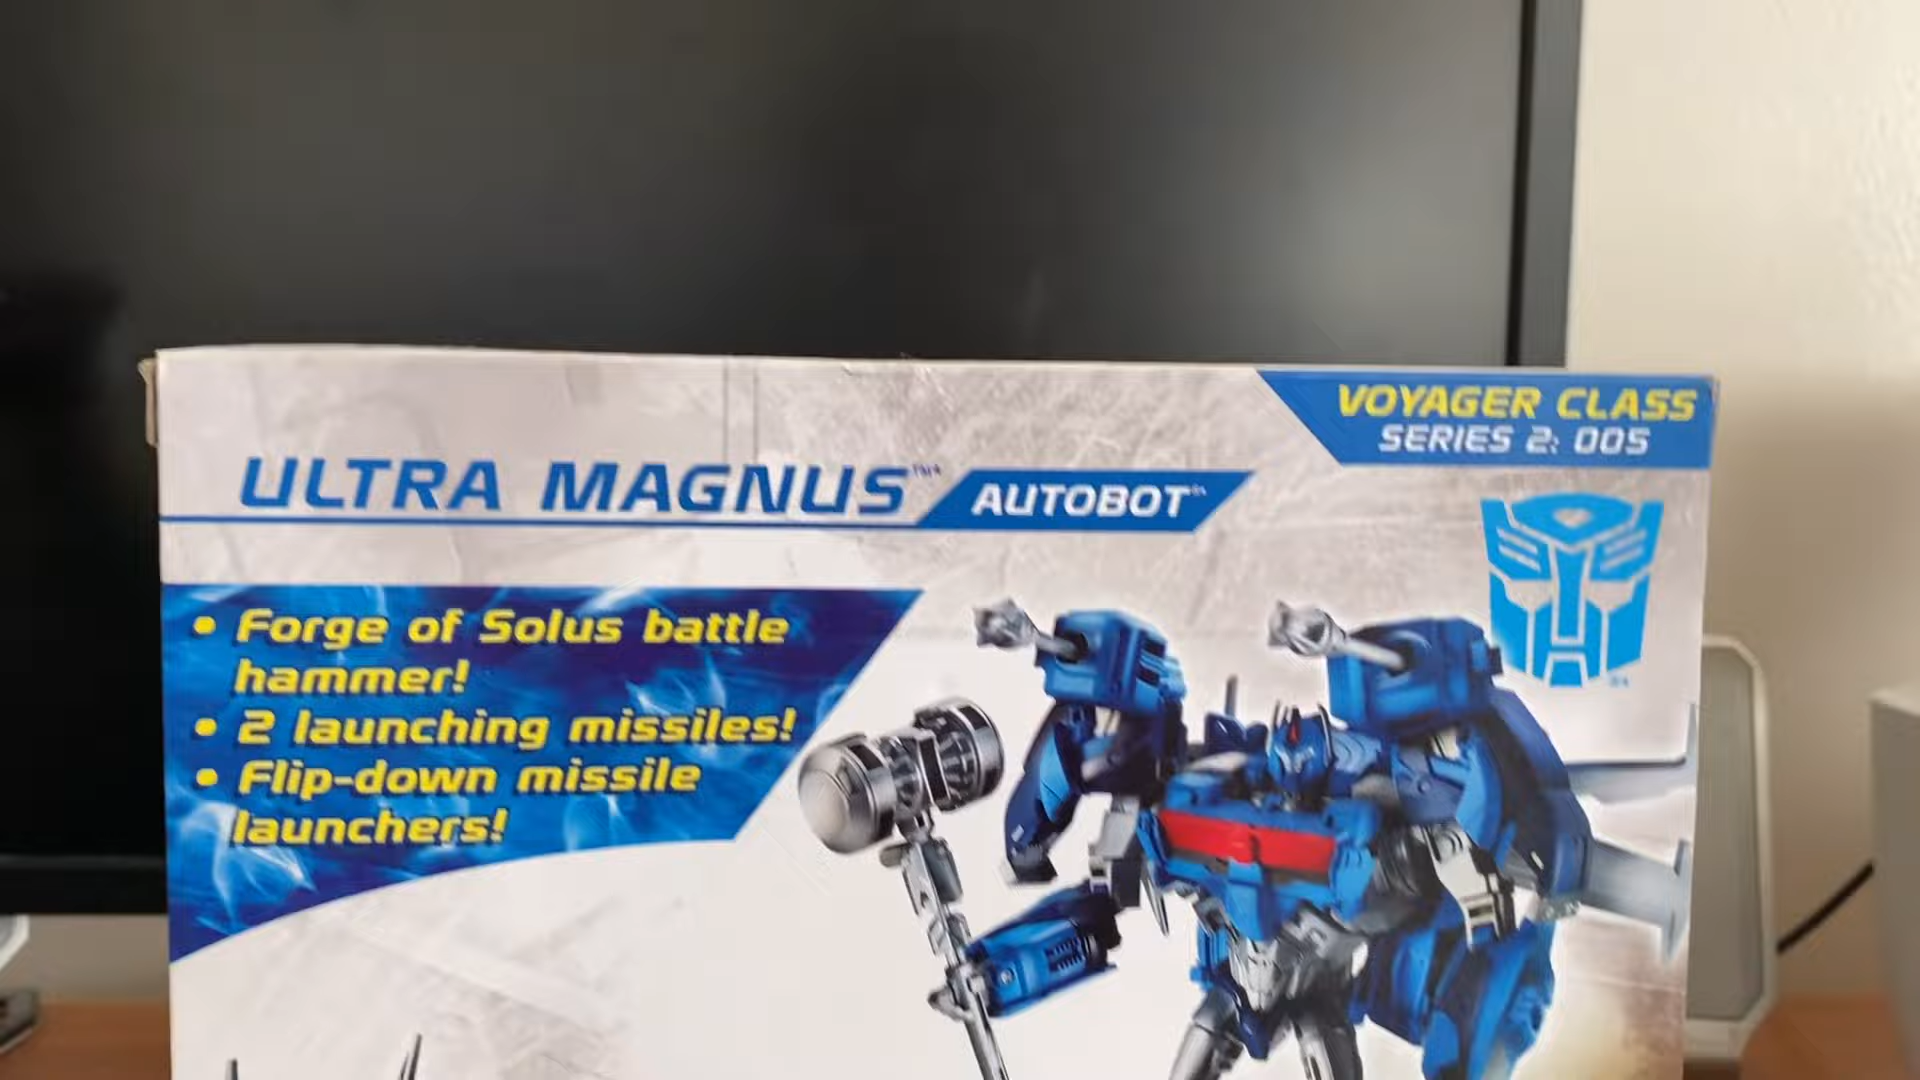 VOYAGER CLASS
SERIES 2: 005
ULTRA MAGNUS™ AUTOBOT
• Forge of Solus battle
hammer!
• 2 launching missiles!
• Flip-down missile
launchers!